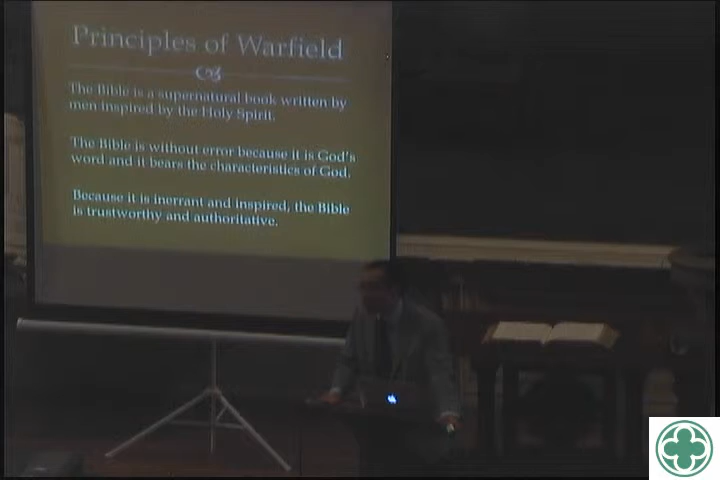 Principles of Warfield
The Bible is a supernatural book written by
men inspired by the Holy Spirit.
The Bible is without error because it is God's
word and it bears the characteristics of God.
Because it is inerrant and inspired, the Bible
is trustworthy and authoritative.